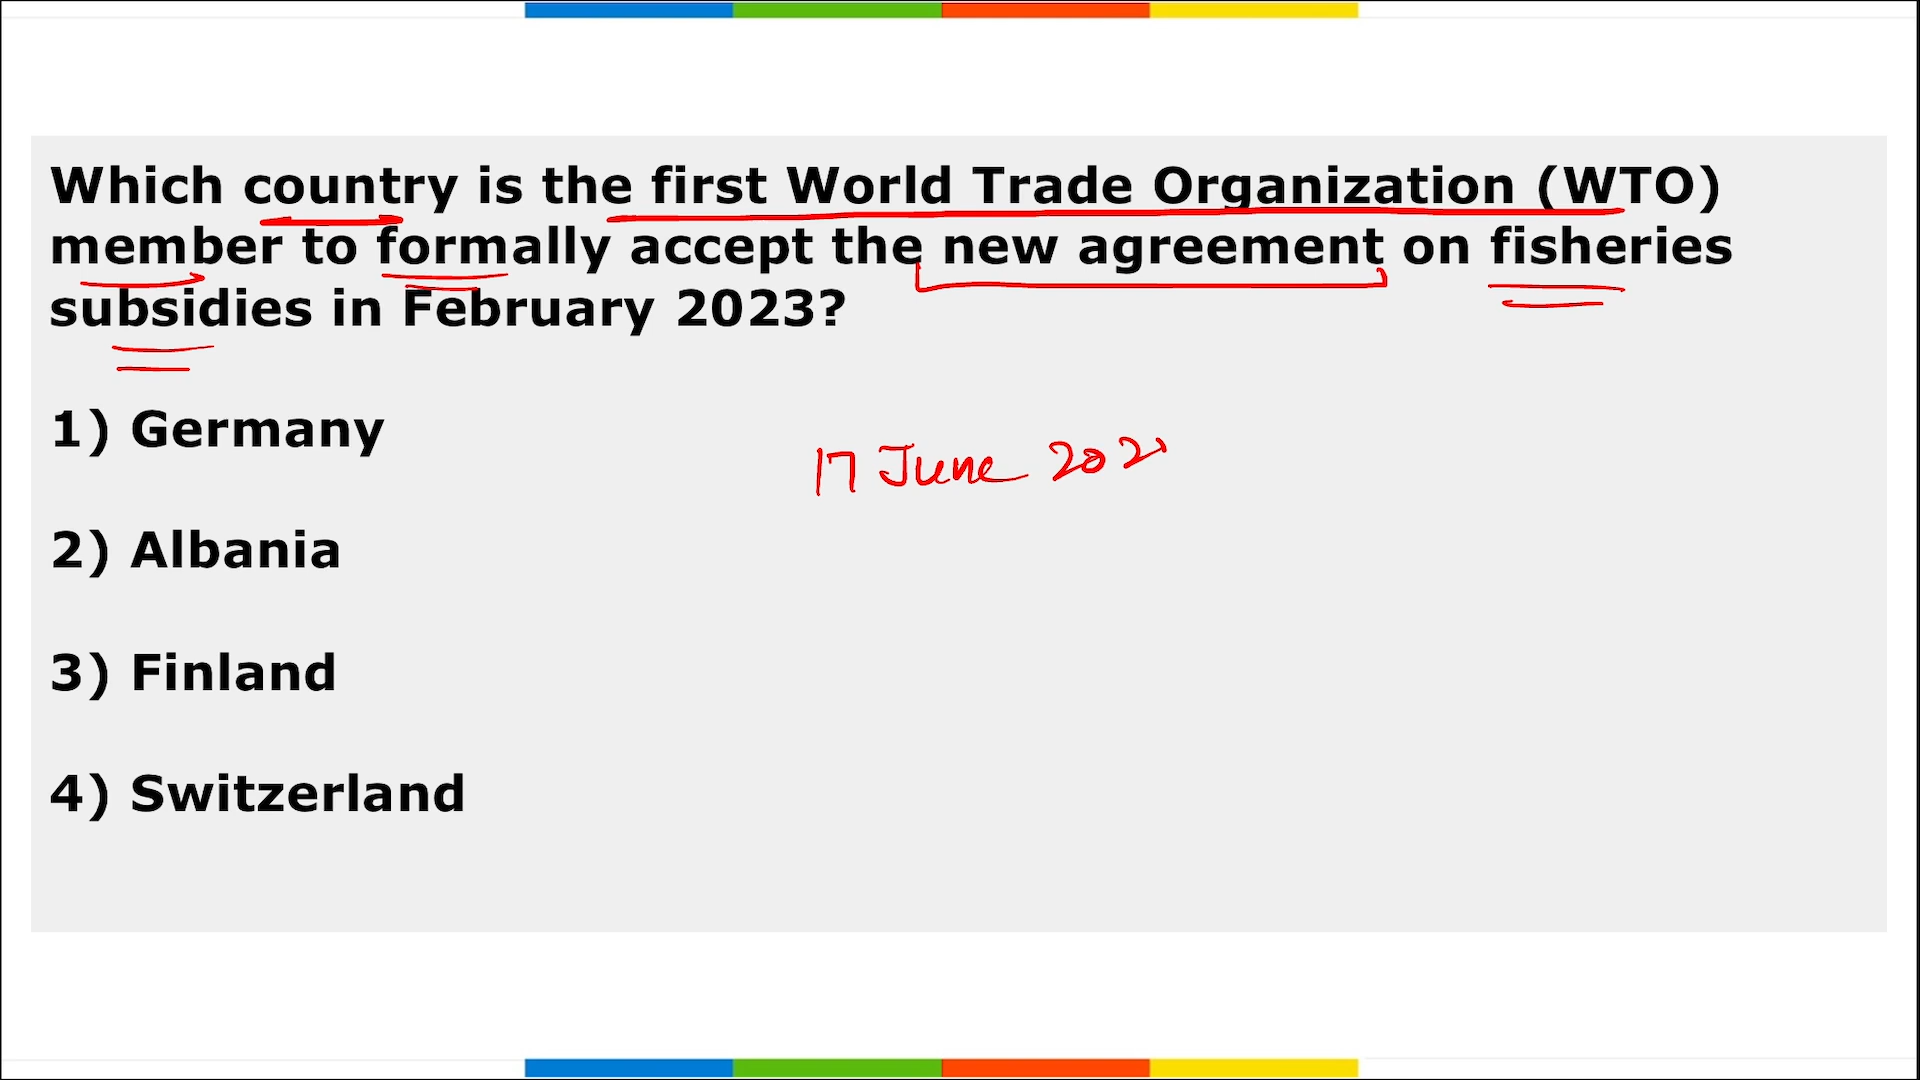 Which country is the first World Trade Organization (WTO)
member to formally accept the new agreement on fisheries
subsidies in February 2023?
1) Germany
17 June 202
2) Albania
3) Finland
4) Switzerland